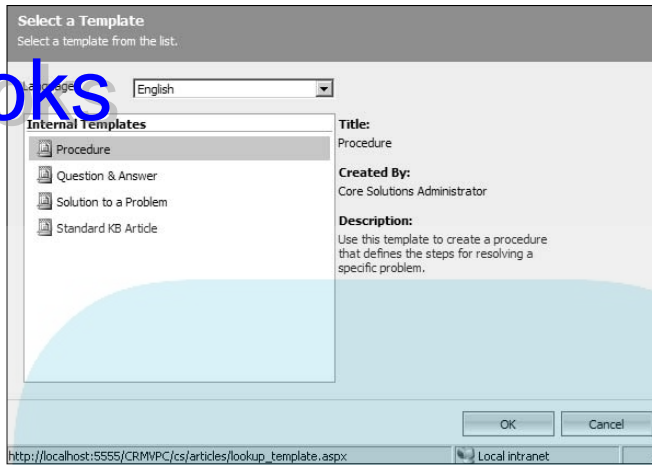 Select a Template
Select a template from the list.
oks
Language:
English
Internal Templates
Procedure
Question & Answer
Solution to a Problem
Standard KB Article
Title:
Procedure
Created By:
Core Solutions Administrator
Description:
Use this template to create a procedure
that defines the steps for resolving a
specific problem.
OK
Cancel
http://localhost:5555/CRMVPC/cs/articles/lookup_template.aspx
Local intranet